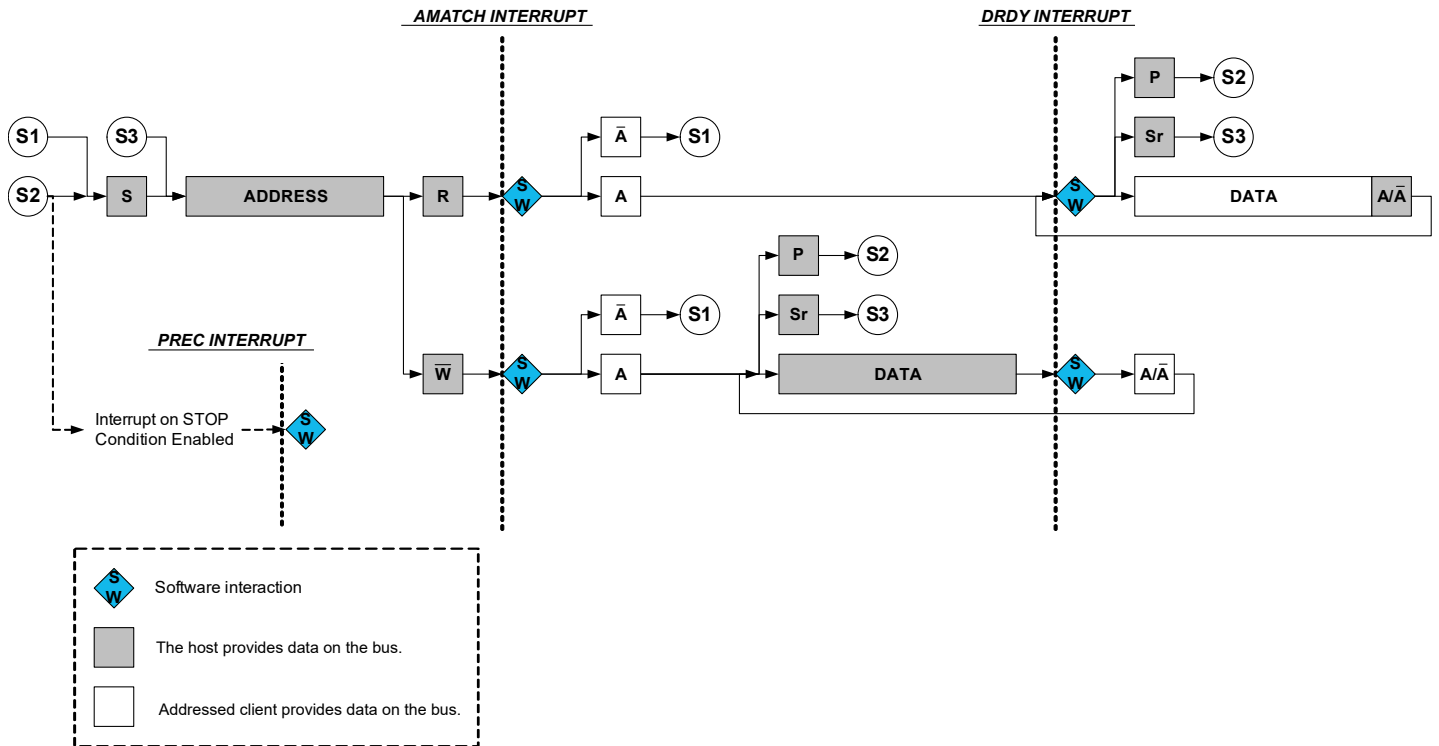 AMATCH INTERRUPT
DRDY INTERRUPT
P
S2
S1
S3
A̅
S1
Sr
S3
S2
S
ADDRESS
R
S
W
A
S
W
DATA
A/A̅
P
S2
A̅
S1
Sr
S3
PREC INTERRUPT
W̅
S
W
A
DATA
S
W
A/A̅
Interrupt on STOP
Condition Enabled
S
W
S
W
Software interaction
The host provides data on the bus.
Addressed client provides data on the bus.